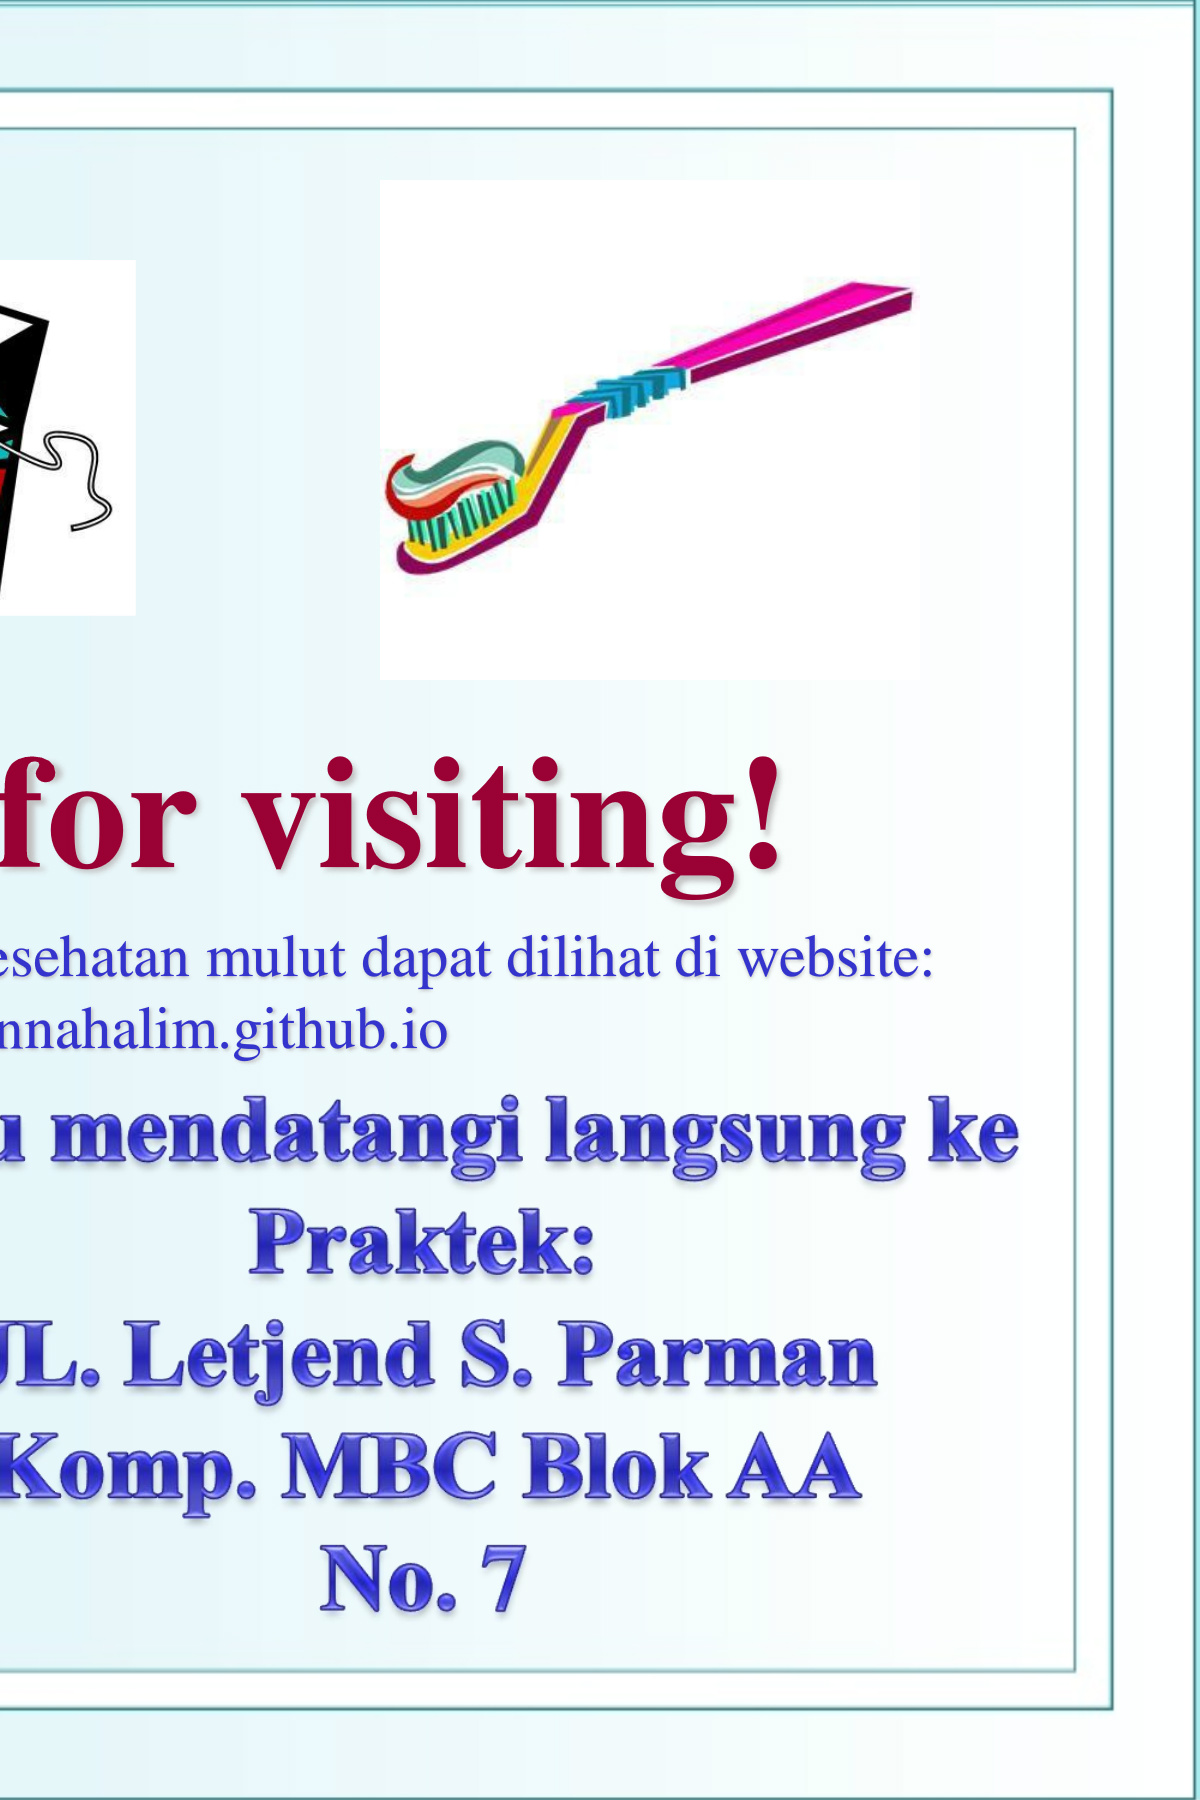 for visiting!
esehatan mulut dapat dilihat di website:
nnahalim.github.io
u mendatangi langsung ke
Praktek:
JL. Letjend S. Parman
Komp. MBC Blok AA
No. 7